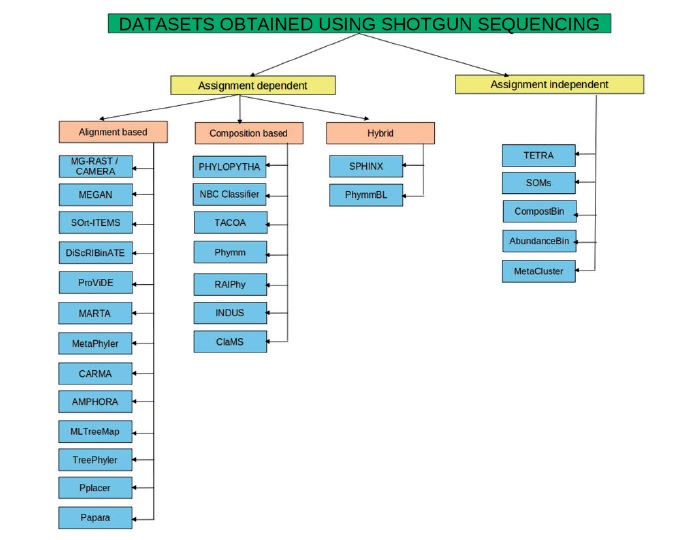 DATASETS OBTAINED USING SHOTGUN SEQUENCING
Assignment dependent
Assignment independent
Alignment based
Composition based
Hybrid
MG-RAST /
CAMERA
MEGAN
SOrt-ITEMS
DiScRIBinATE
ProViDE
MARTA
MetaPhyler
CARMA
AMPHORA
MLTreeMap
TreePhyler
Pplacer
Papara
PHYLOPYTHA
NBC Classifier
TACOA
Phymm
RAIPhy
INDUS
ClaMS
SPHINX
PhymmBL
TETRA
SOMs
CompostBin
AbundanceBin
MetaCluster